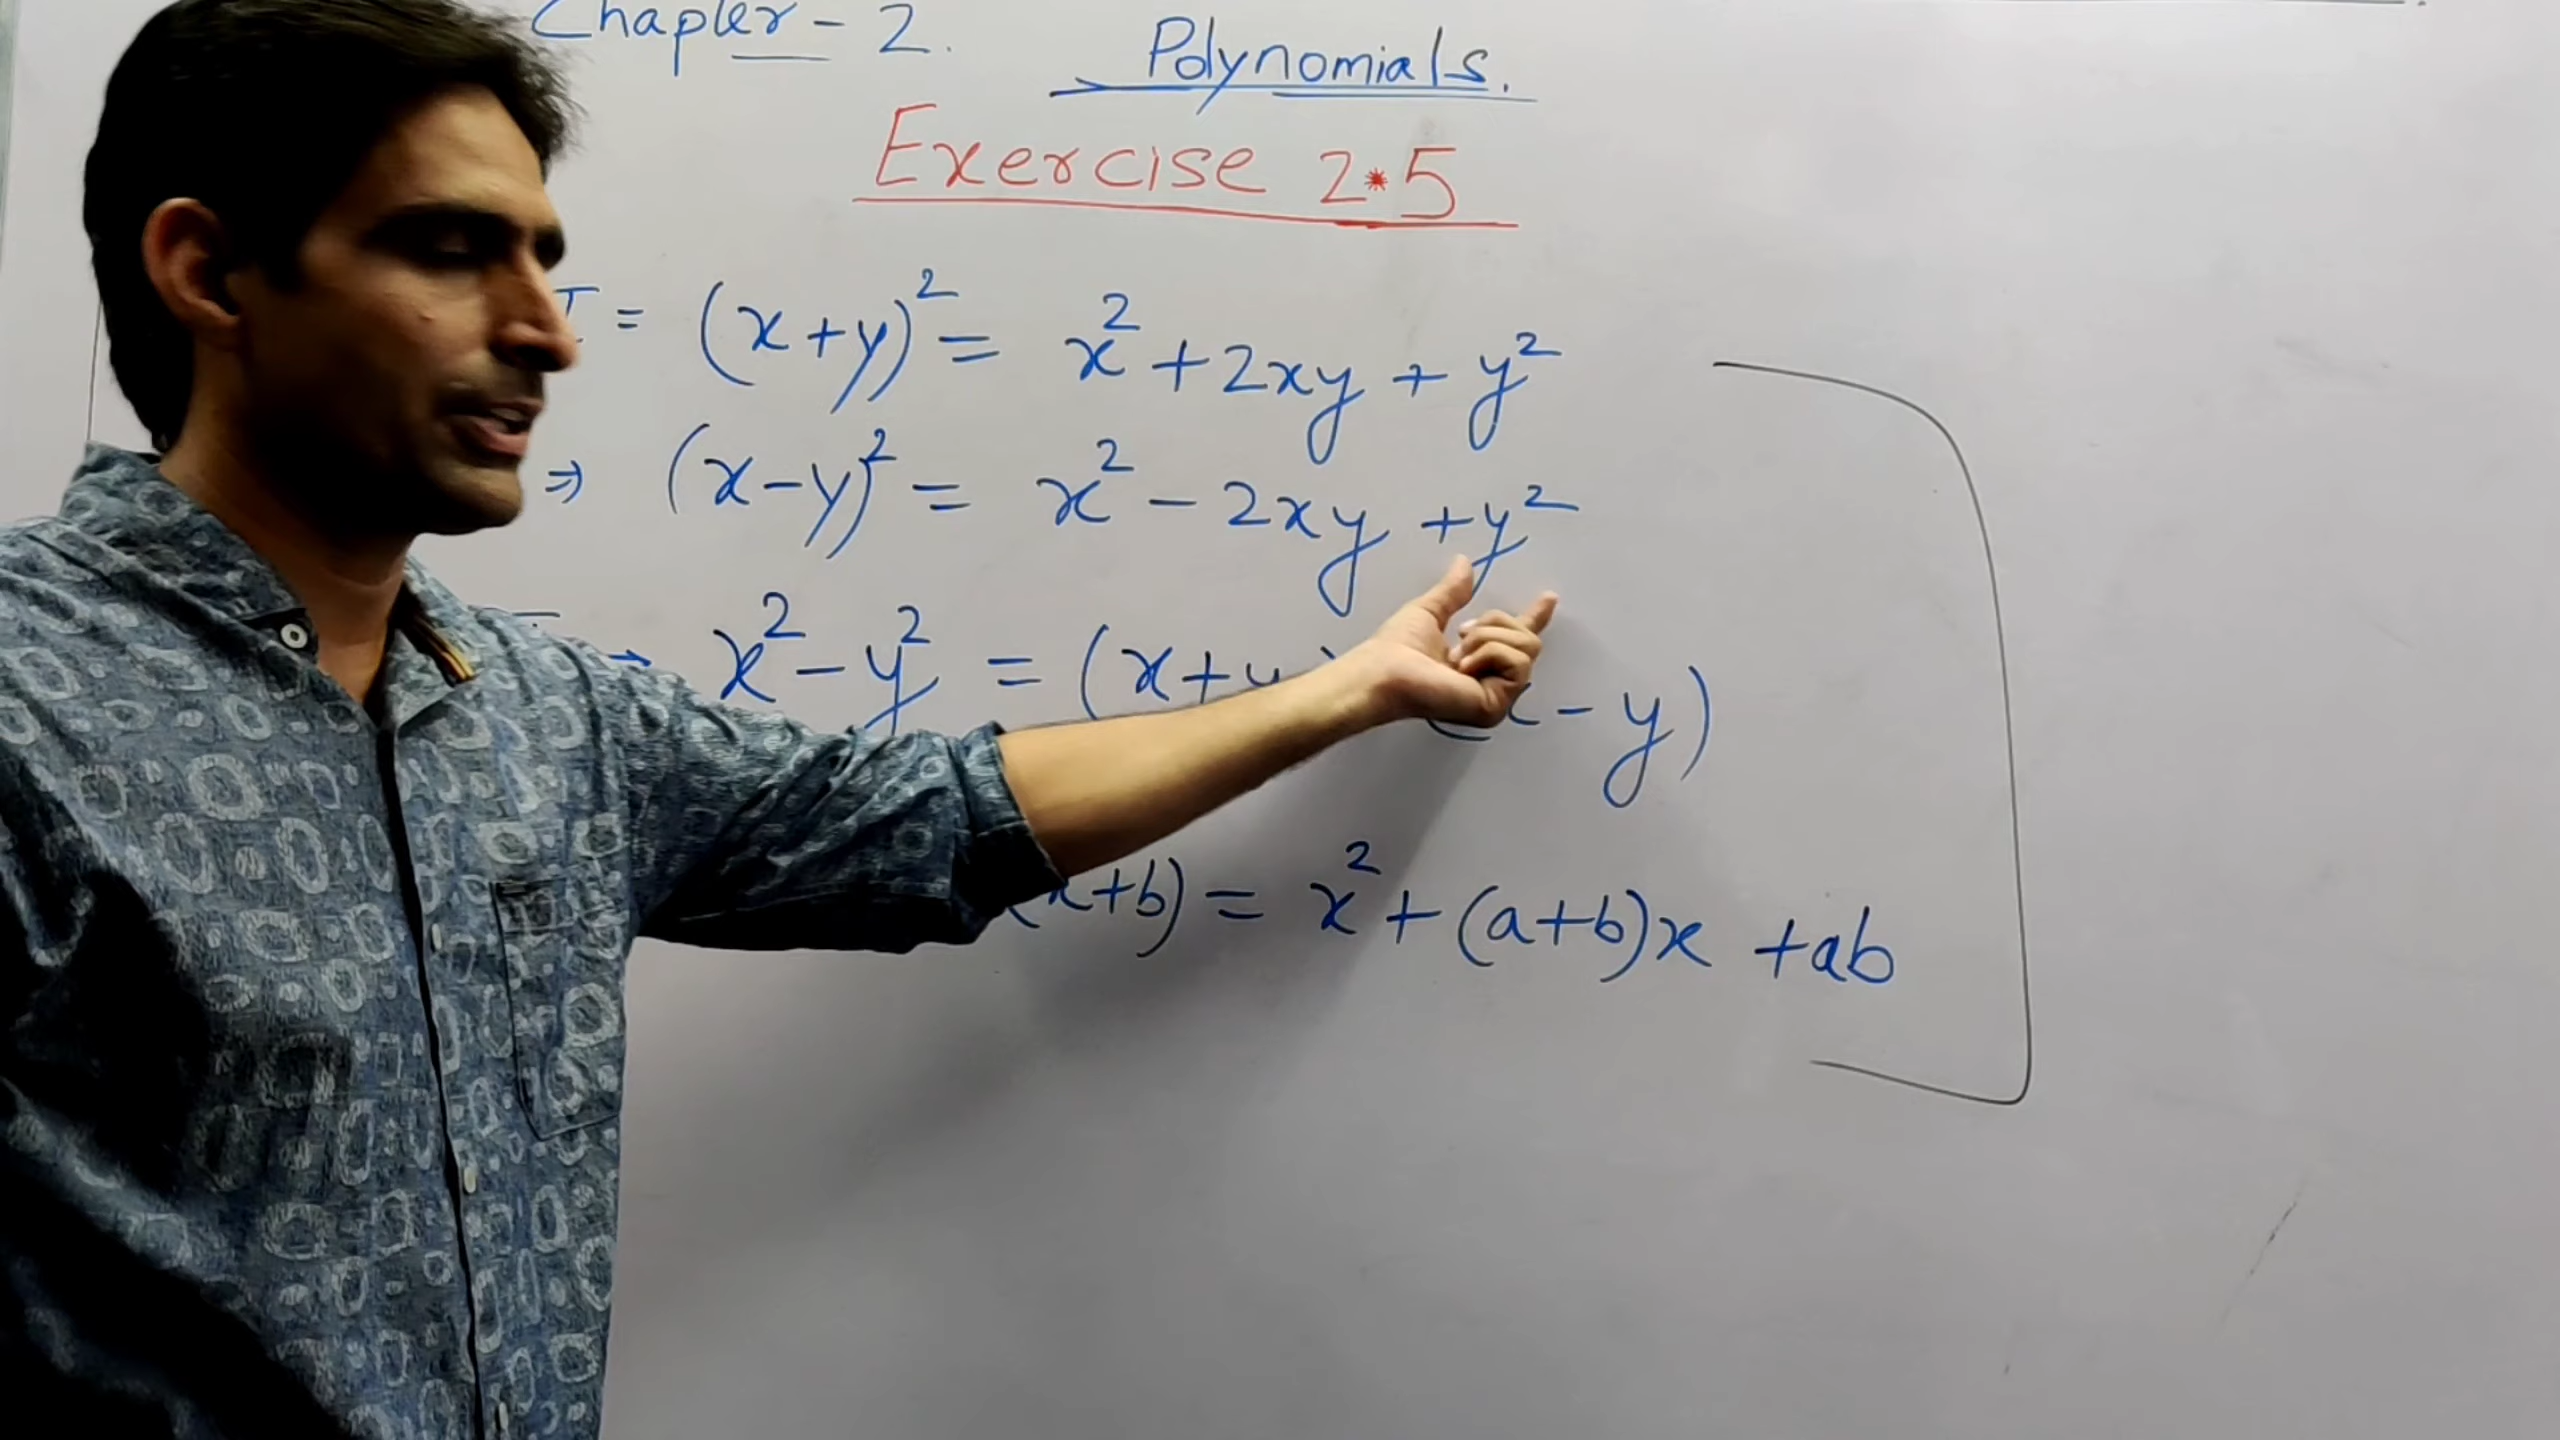 Chapter - 2. Polynomials.
Exercise 2.5
I = (x+y)² = x² + 2xy + y²
⇒ (x-y)² = x² - 2xy + y²
x² - y² = (x+y) (x - y)
(x+b) = x² + (a+b)x + ab